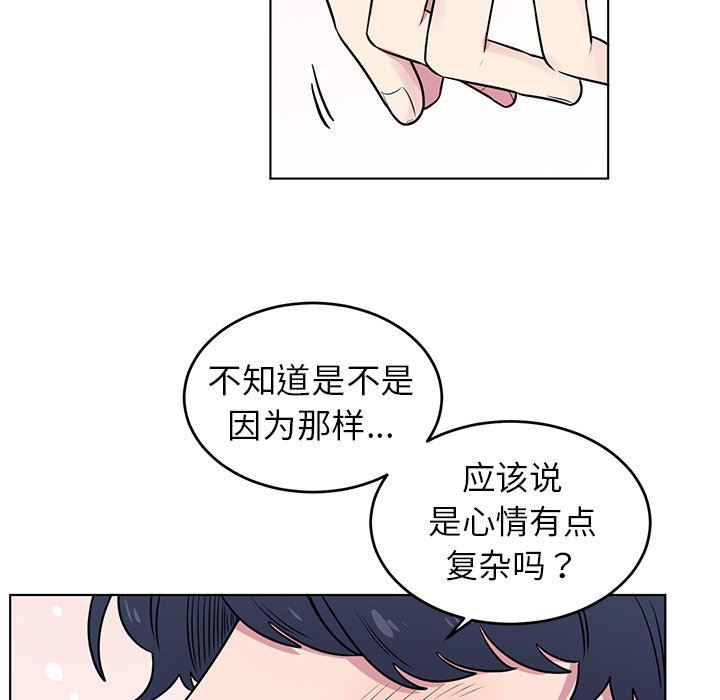 不知道是不是
因为那样...
应该说
是心情有点
复杂吗？